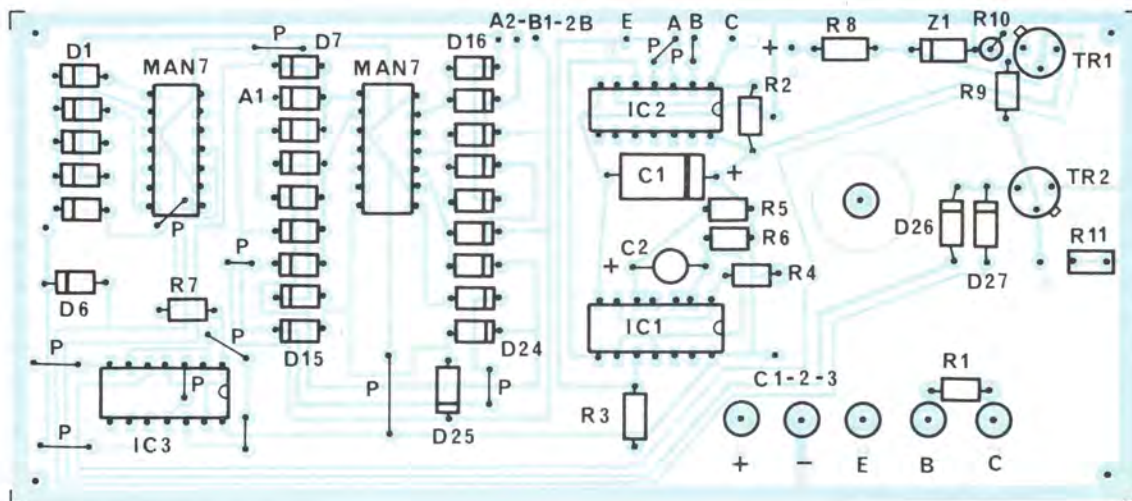 A2-B1-2B E A B C
D1 D7 D16 P P P + R8 Z1 R10
MAN7 MAN7 TR1
A1 IC2 R2 R9
C1 +
TR2
P R5
R6 D26 R11
P C2
+ R4 D27
D6 R7
IC1
P P D15 D24
P P P C1-2-3
R1
IC3 D25 R3
P
+ - E B C